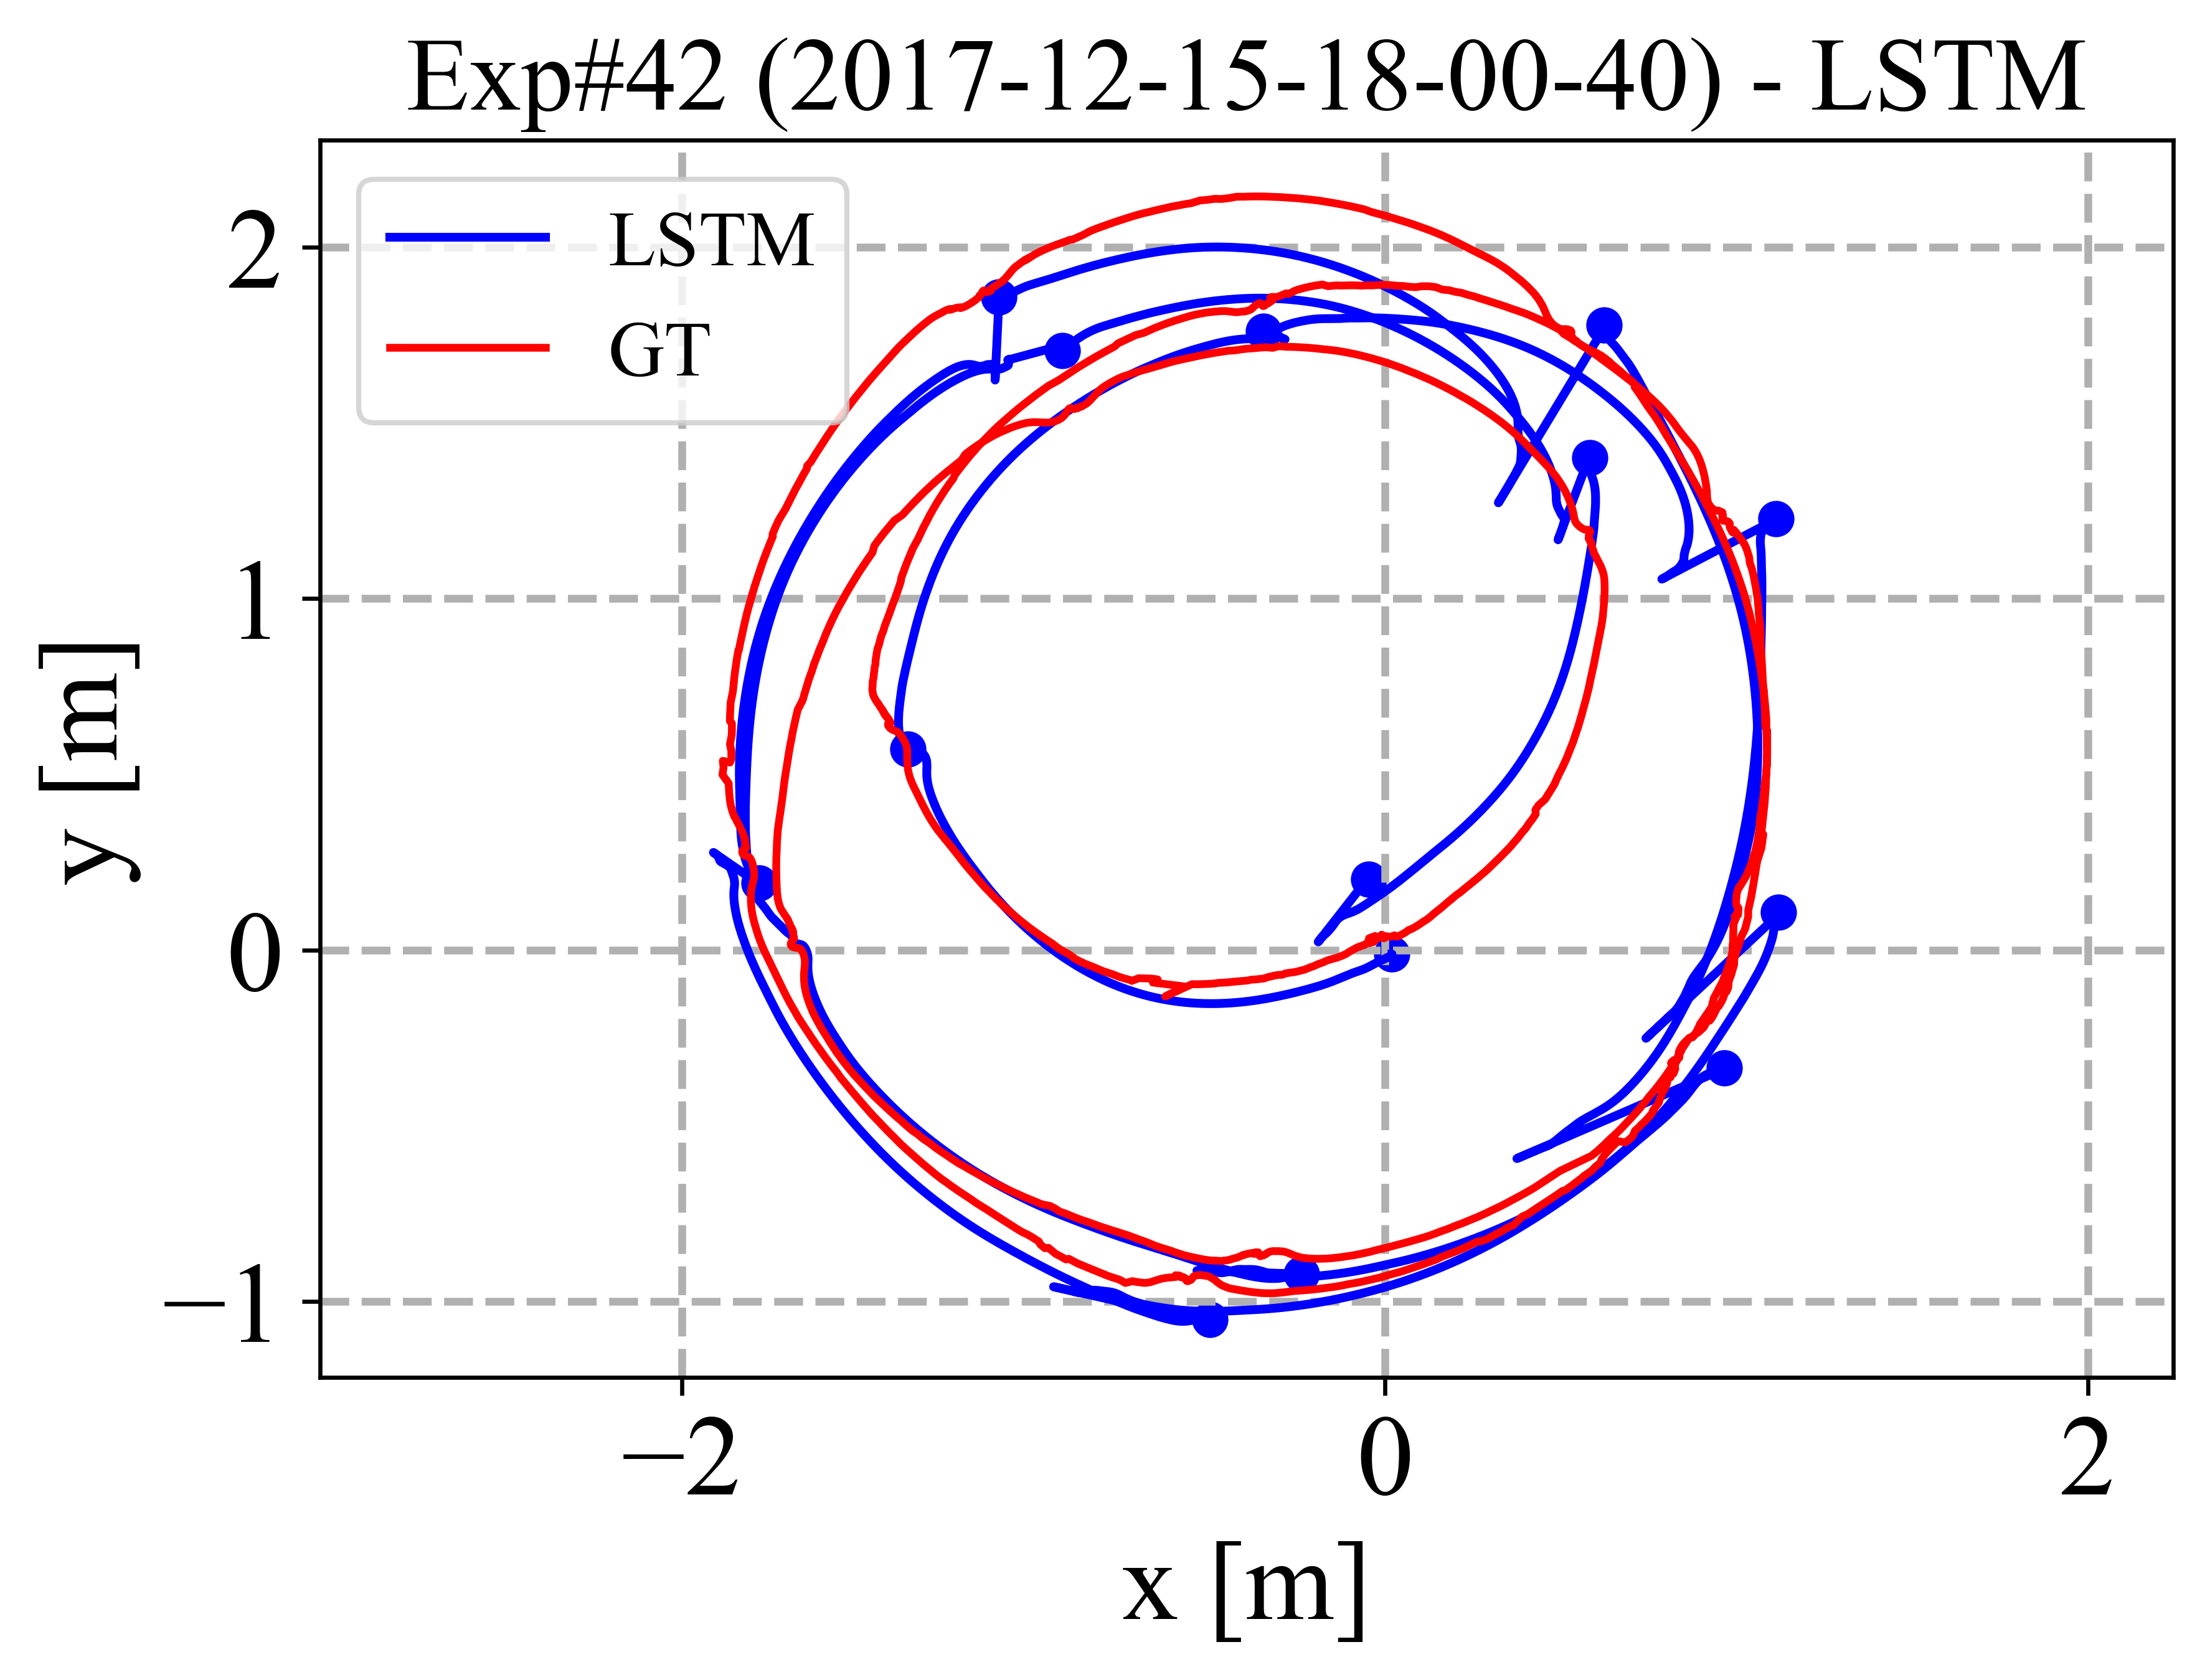 Exp#42 (2017-12-15-18-00-40) - LSTM
LSTM
GT
2
1
0
−1
y [m]
−2
0
2
x [m]